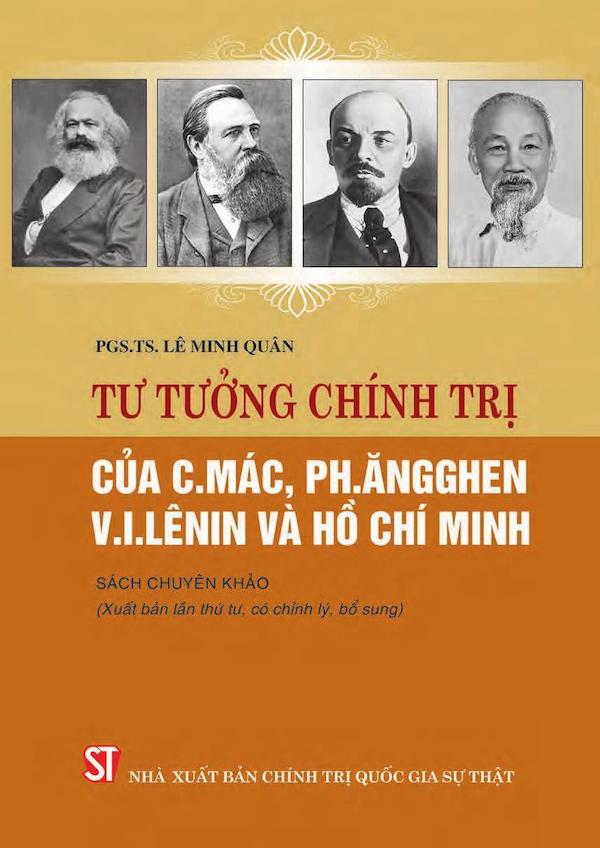 PGS.TS. LÊ MINH QUÂN
TƯ TƯỞNG CHÍNH TRỊ
CỦA C.MÁC, PH.ĂNGGHEN
V.I.LÊNIN VÀ HỒ CHÍ MINH
SÁCH CHUYÊN KHẢO
(Xuất bản lần thứ tư, có chỉnh lý, bổ sung)
ST
NHÀ XUẤT BẢN CHÍNH TRỊ QUỐC GIA SỰ THẬT